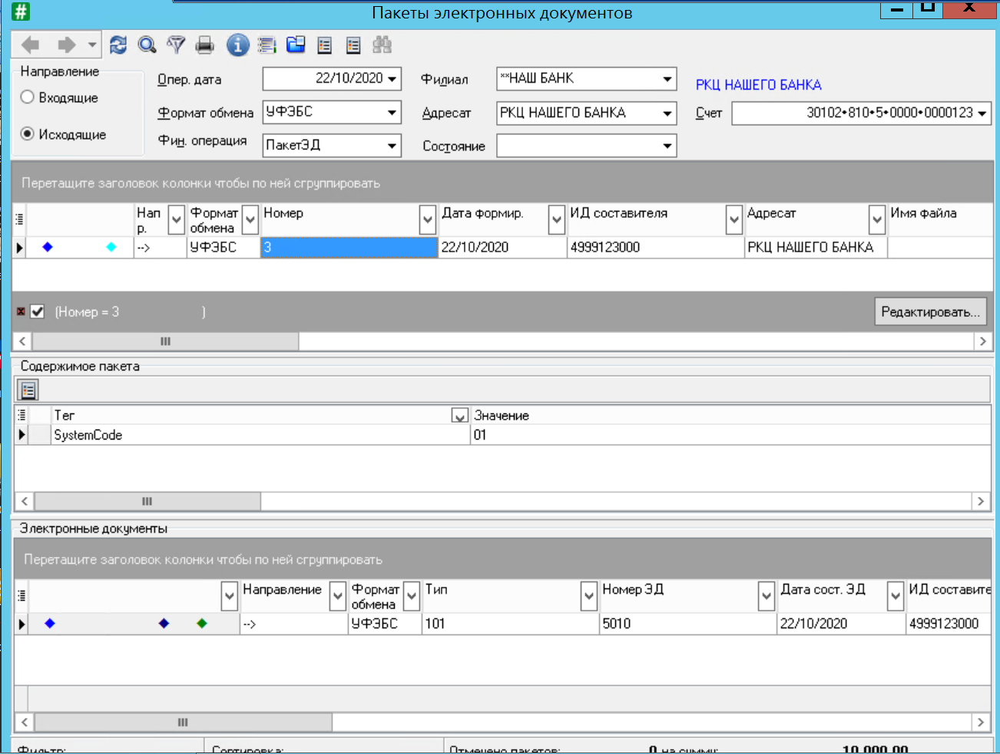 Пакеты электронных документов
Направление
Входящие
Исходящие
Опер. дата 22/10/2020
Формат обмена УФЭБС
Фин. операция ПакетЭД
Филиал **НАШ БАНК
Адресат РКЦ НАШЕГО БАНКА
Состояние
РКЦ НАШЕГО БАНКА
Счет 30102•810•5•0000•0000123
Перетащите заголовок колонки чтобы по ней сгруппировать
Нап р. Формат обмена Номер Дата формир. ИД составителя Адресат Имя файла
--> УФЭБС 3 22/10/2020 4999123000 РКЦ НАШЕГО БАНКА
(Номер = 3 )
Редактировать...
Содержимое пакета
Тег Значение
SystemCode 01
Электронные документы
Перетащите заголовок колонки чтобы по ней сгруппировать
Направление Формат обмена Тип Номер ЭД Дата сост. ЭД ИД составите
--> УФЭБС 101 5010 22/10/2020 4999123000
Фильтр: Сортировка: Отмечено пакетов: 0 на сумму: 10 000.00